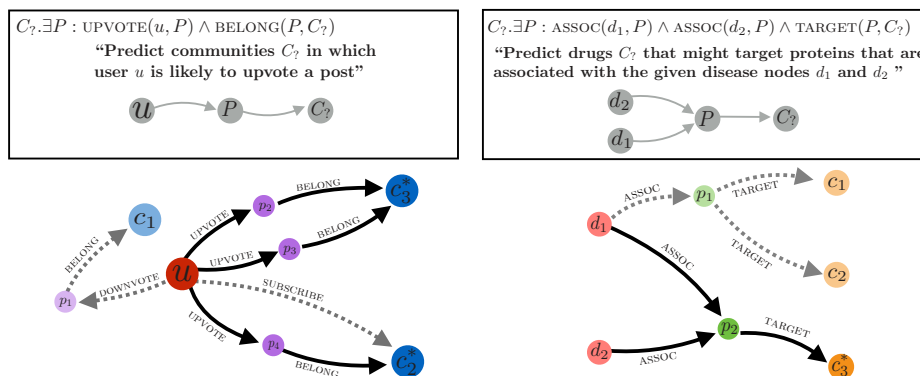 C?.∃P : UPVOTE(u, P) ∧ BELONG(P, C?)
“Predict communities C? in which
user u is likely to upvote a post”
u P C?
C?.∃P : ASSOC(d1, P) ∧ ASSOC(d2, P) ∧ TARGET(P, C?)
“Predict drugs C? that might target proteins that are
associated with the given disease nodes d1 and d2 ”
d2
P C?
d1
BELONG
c3*
p2
c1
UPVOTE
BELONG
BELONG
p3
UPVOTE
u
DOWNVOTE
SUBSCRIBE
p1
UPVOTE
p4
BELONG
c2*
c1
ASSOC
TARGET
p1
d1
TARGET
ASSOC
c2
p2
TARGET
d2
ASSOC
c3*